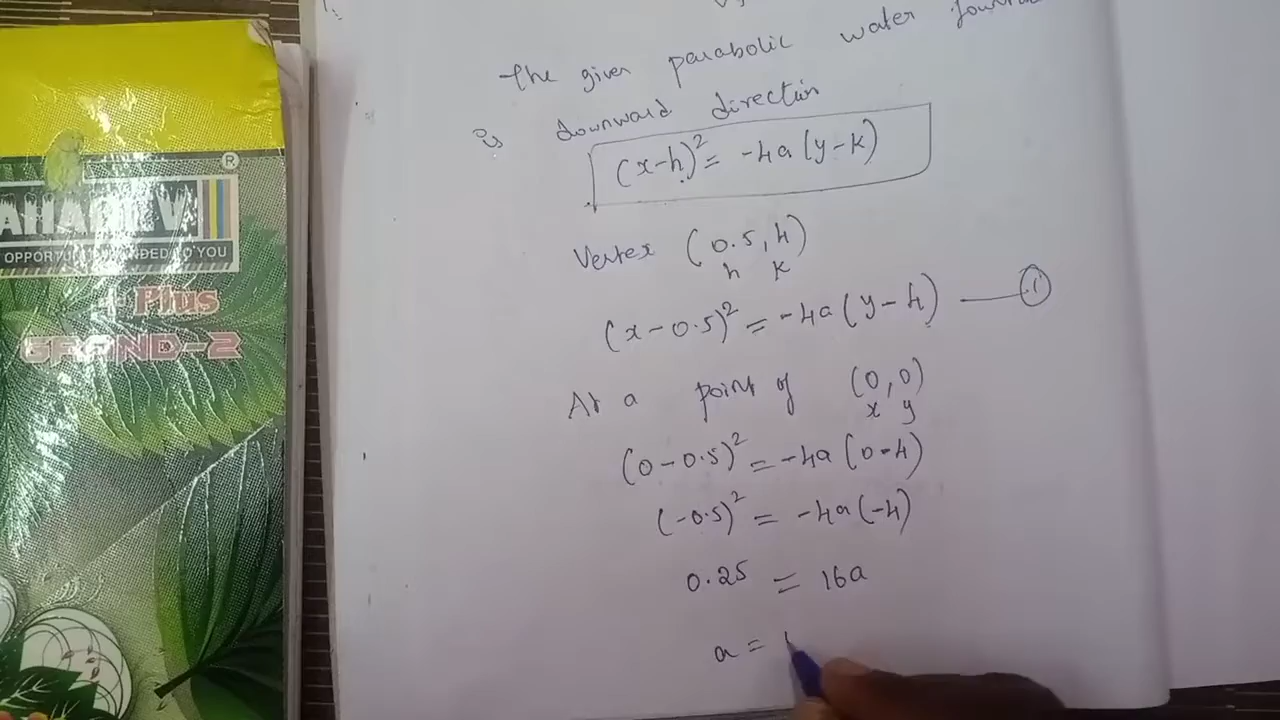 The given parabolic water
is downward direction
(x-h)² = -4a(y-k)
Vertex (0.5, 4)
h k
(x-0.5)² = -4a(y-4) — ①
At a point of (0,0)
x y
(0-0.5)² = -4a(0-4)
(-0.5)² = -4a(-4)
0.25 = 16a
a =
®
OPPORTU
NDED TO YOU
Plus
GRAND-2